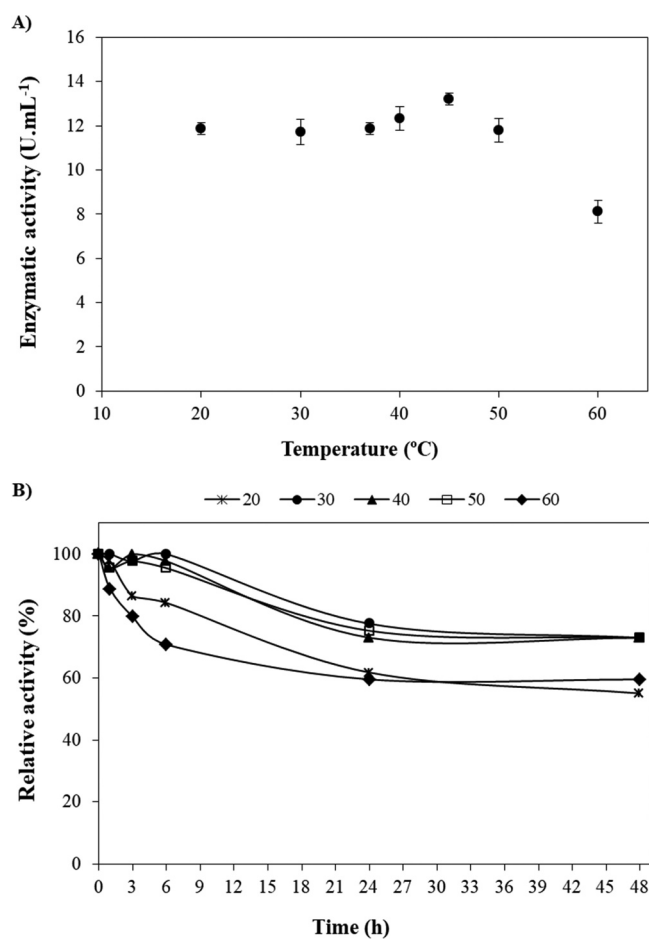 A)
16
14
12
10
8
6
4
2
0
10 20 30 40 50 60
Enzymatic activity (U.mL-1)
Temperature (ºC)
B)
20 30 40 50 60
100
80
60
40
20
0
0 3 6 9 12 15 18 21 24 27 30 33 36 39 42 45 48
Relative activity (%)
Time (h)